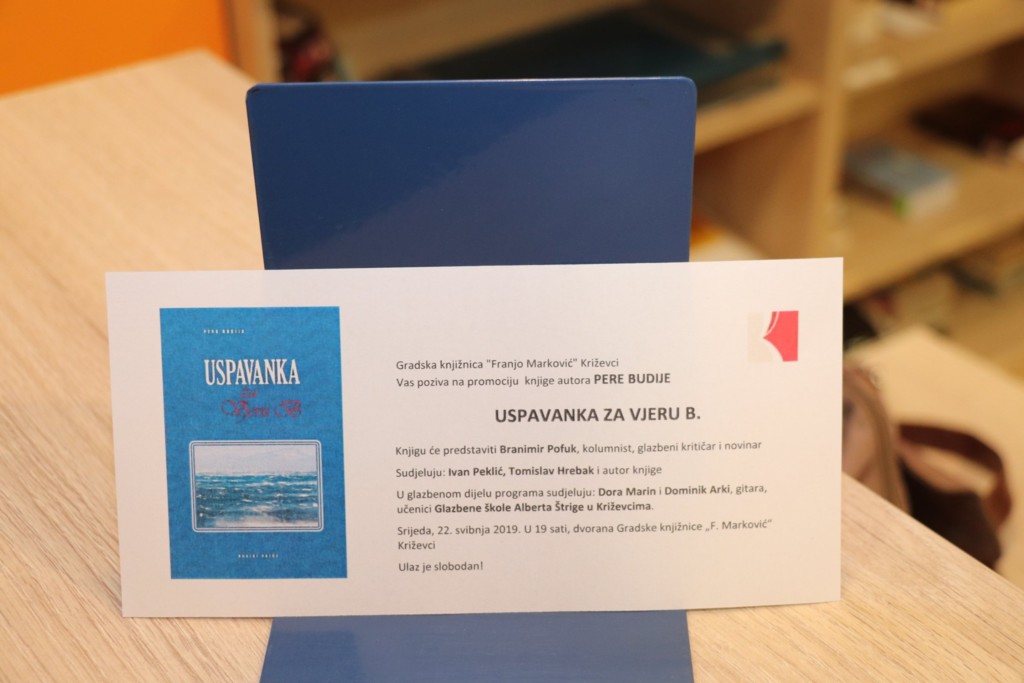 PERO BUDIJA
USPAVANKA
za
Vjeru B.
Gradska knjižnica "Franjo Marković" Križevci
Vas poziva na promociju knjige autora PERE BUDIJE
USPAVANKA ZA VJERU B.
Knjigu će predstaviti Branimir Pofuk, kolumnist, glazbeni kritičar i novinar
Sudjeluju: Ivan Peklić, Tomislav Hrebak i autor knjige
U glazbenom dijelu programa sudjeluju: Dora Marin i Dominik Arki, gitara,
učenici Glazbene škole Alberta Štrige u Križevcima.
Srijeda, 22. svibnja 2019. U 19 sati, dvorana Gradske knjižnice „F. Marković"
Križevci
Ulaz je slobodan!